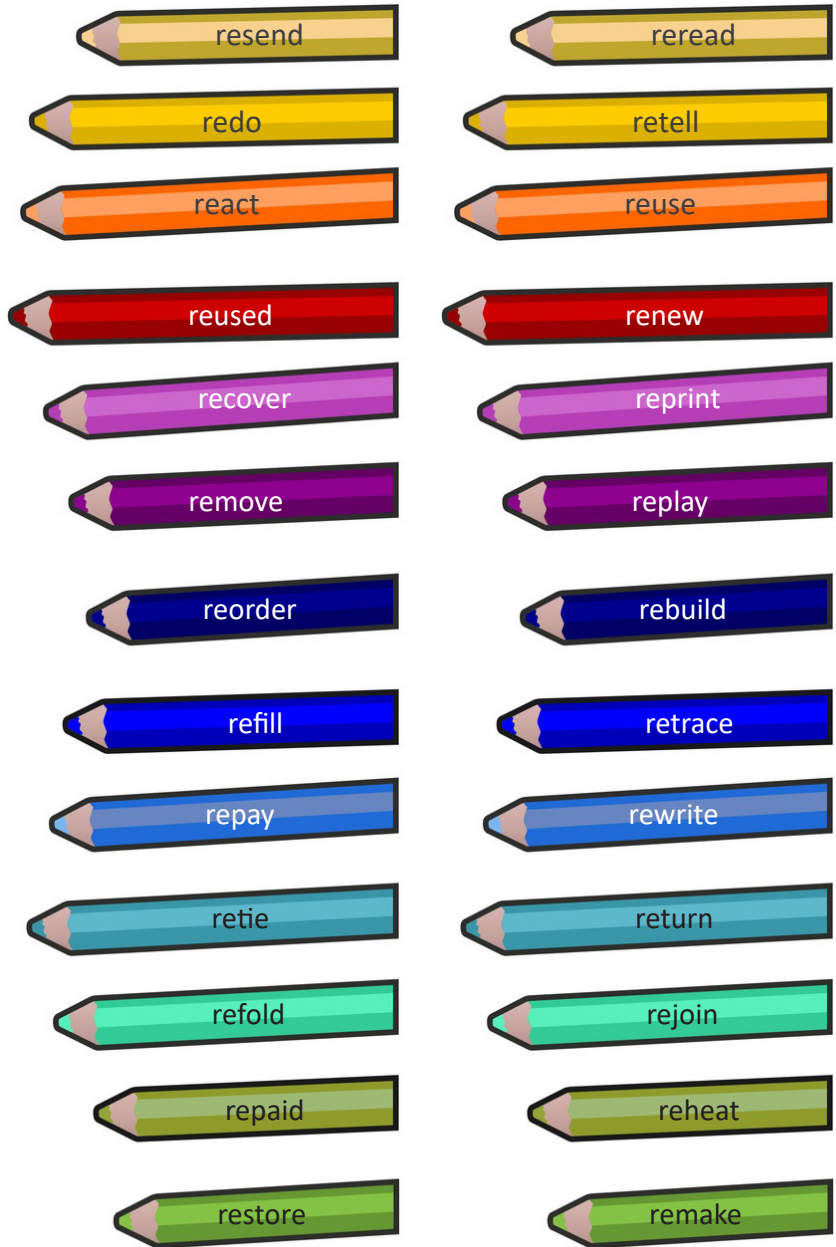 resend reread
redo retell
react reuse
reused renew
recover reprint
remove replay
reorder rebuild
refill retrace
repay rewrite
retie return
refold rejoin
repaid reheat
restore remake